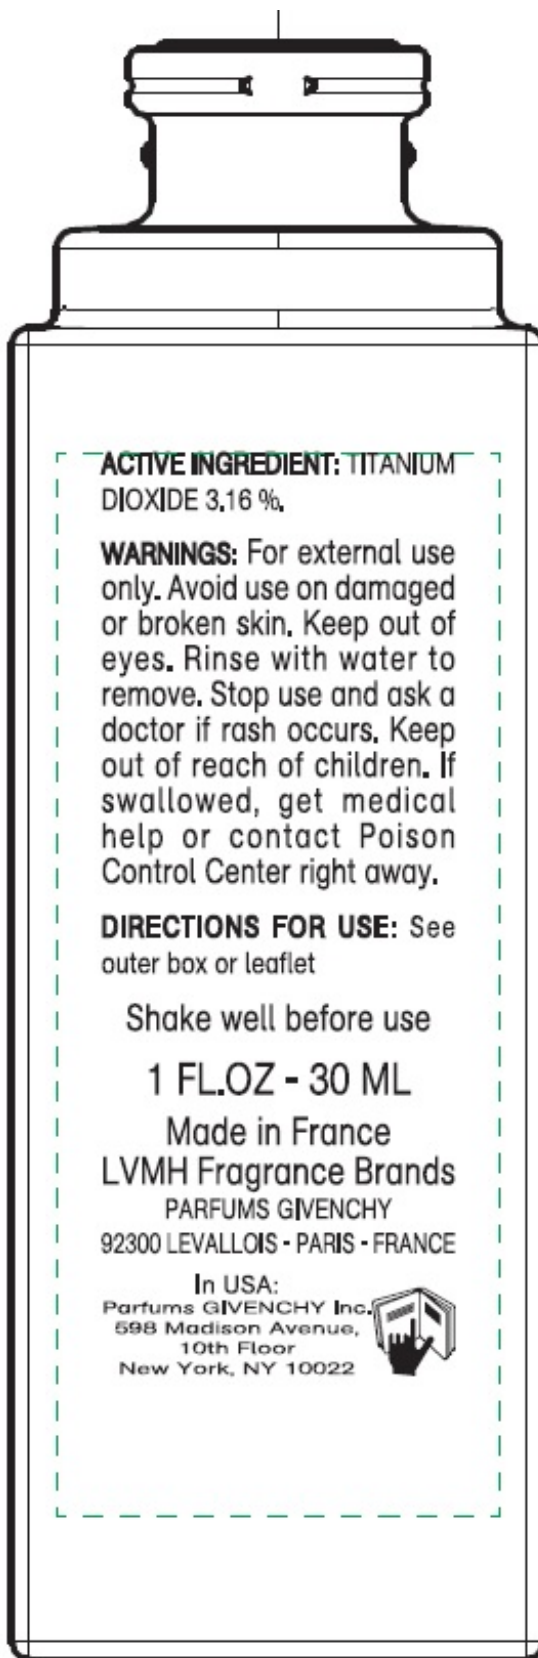 ACTIVE INGREDIENT: TITANIUM
DIOXIDE 3.16 %.
WARNINGS: For external use
only. Avoid use on damaged
or broken skin. Keep out of
eyes. Rinse with water to
remove. Stop use and ask a
doctor if rash occurs. Keep
out of reach of children. If
swallowed, get medical
help or contact Poison
Control Center right away.
DIRECTIONS FOR USE: See
outer box or leaflet
Shake well before use
1 FL.OZ - 30 ML
Made in France
LVMH Fragrance Brands
PARFUMS GIVENCHY
92300 LEVALLOIS - PARIS - FRANCE
In USA:
Parfums GIVENCHY Inc.
598 Madison Avenue,
10th Floor
New York, NY 10022